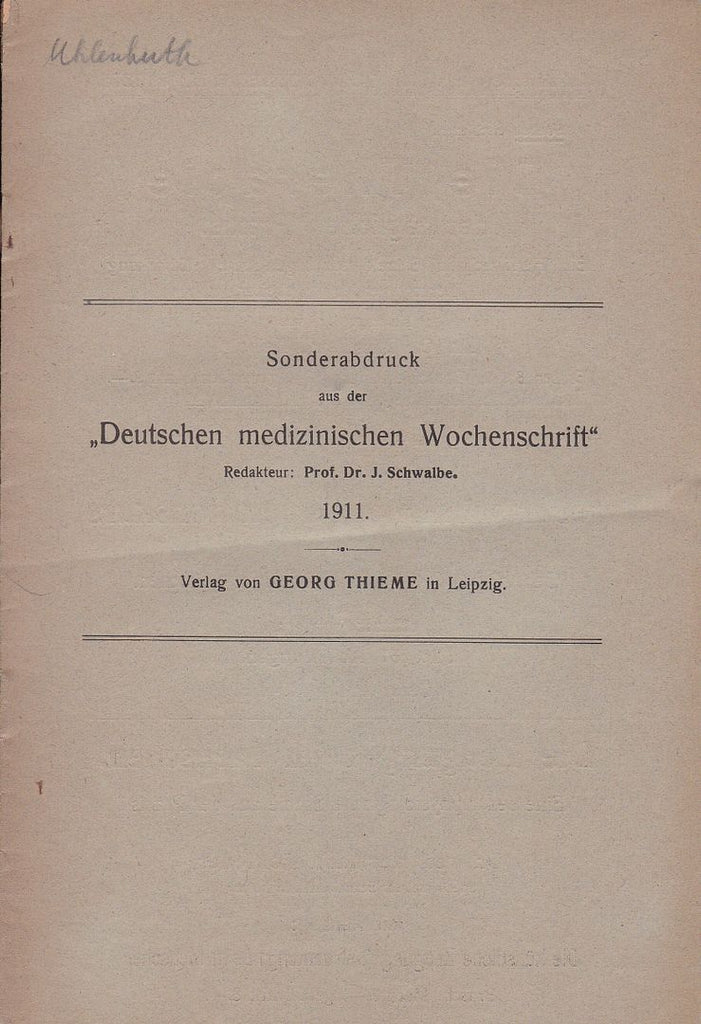 Uhlenhuth
Sonderabdruck
aus der
„Deutschen medizinischen Wochenschrift“
Redakteur: Prof. Dr. J. Schwalbe.
1911.
Verlag von GEORG THIEME in Leipzig.